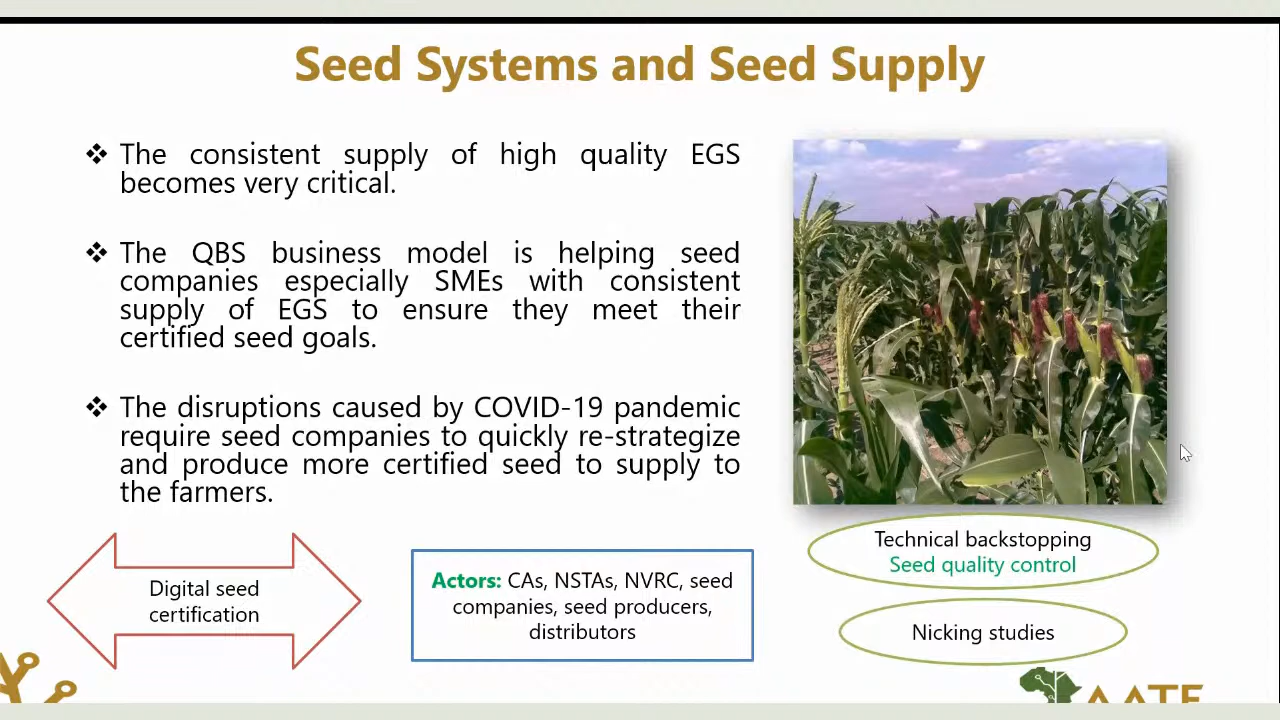 Seed Systems and Seed Supply
❖ The consistent supply of high quality EGS
becomes very critical.
❖ The QBS business model is helping seed
companies especially SMEs with consistent
supply of EGS to ensure they meet their
certified seed goals.
❖ The disruptions caused by COVID-19 pandemic
require seed companies to quickly re-strategize
and produce more certified seed to supply to
the farmers.
Digital seed
certification
Actors: CAs, NSTAs, NVRC, seed
companies, seed producers,
distributors
Technical backstopping
Seed quality control
Nicking studies